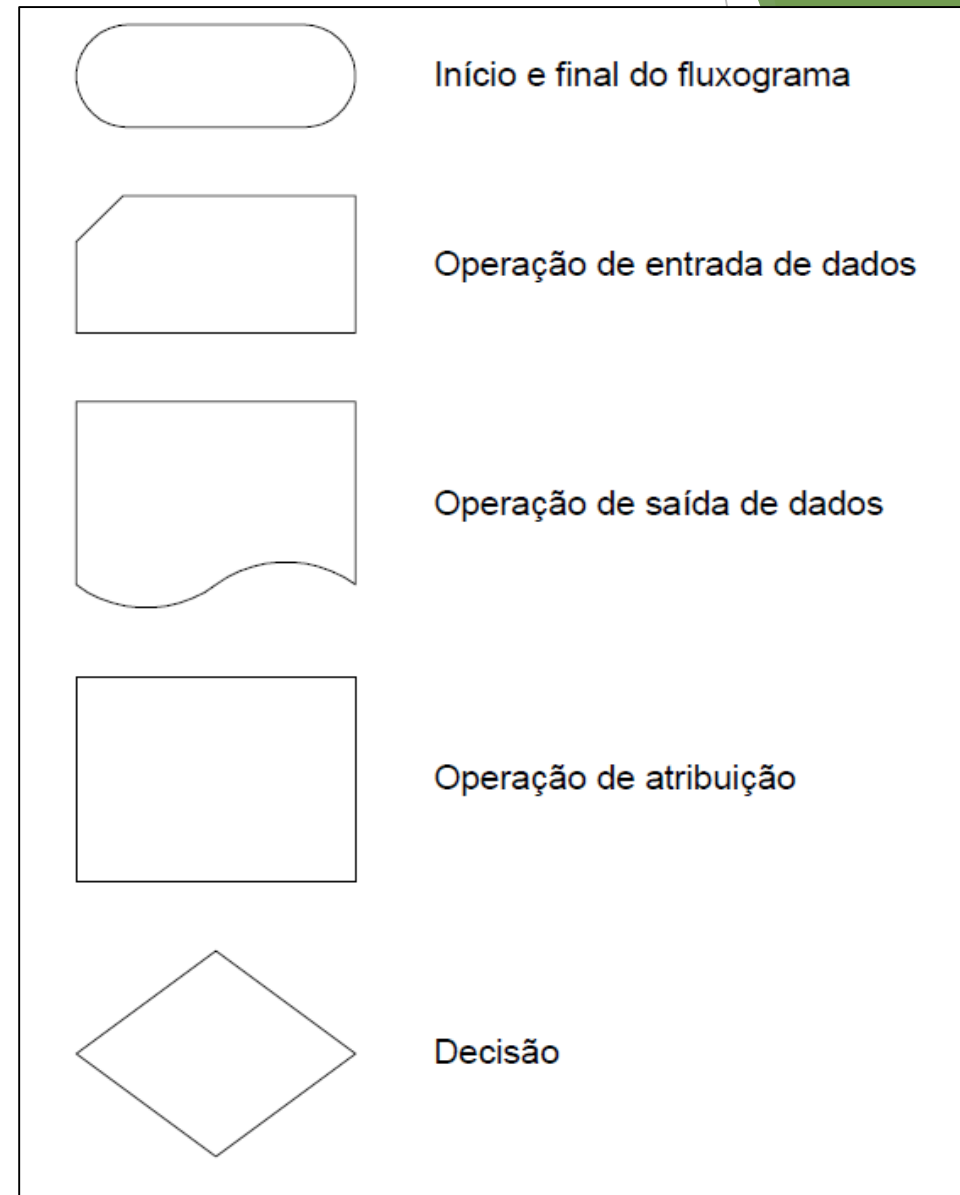 Início e final do fluxograma
Operação de entrada de dados
Operação de saída de dados
Operação de atribuição
Decisão